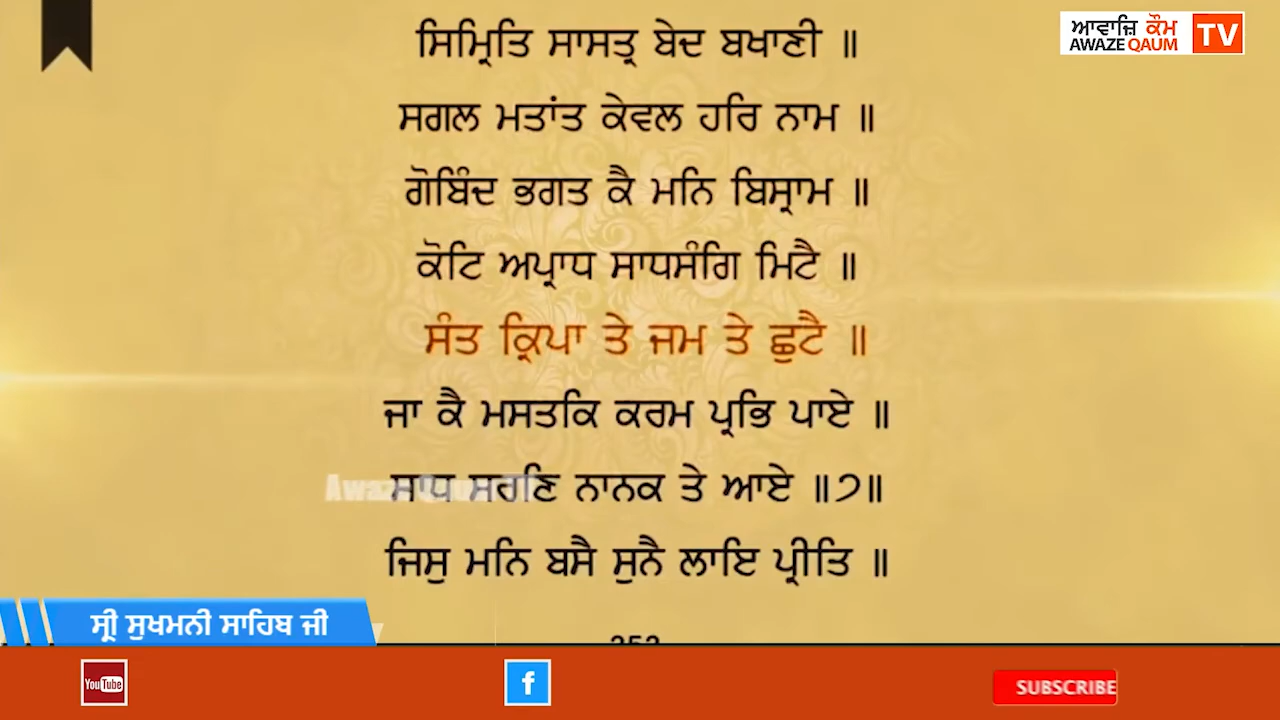 ਸਿਮ੍ਰਿਤਿ ਸਾਸਤ੍ਰ ਬੇਦ ਬਖਾਣੀ ॥
ਆਵਾਜ਼ਿ ਕੌਮ
AWAZE QAUM
TV
ਸਗਲ ਮਤਾਂਤ ਕੇਵਲ ਹਰਿ ਨਾਮ ॥
ਗੋਬਿੰਦ ਭਗਤ ਕੈ ਮਨਿ ਬਿਸ੍ਰਾਮ ॥
ਕੋਟਿ ਅਪ੍ਰਾਧ ਸਾਧਸੰਗਿ ਮਿਟੈ ॥
ਸੰਤ ਕ੍ਰਿਪਾ ਤੇ ਜਮ ਤੇ ਛੁਟੈ ॥
ਜਾ ਕੈ ਮਸਤਕਿ ਕਰਮ ਪ੍ਰਭਿ ਪਾਏ ॥
ਸਾਧ ਸਰਣਿ ਨਾਨਕ ਤੇ ਆਏ ॥੭॥
ਜਿਸੁ ਮਨਿ ਬਸੈ ਸੁਨੈ ਲਾਇ ਪ੍ਰੀਤਿ ॥
ਸ੍ਰੀ ਸੁਖਮਨੀ ਸਾਹਿਬ ਜੀ
YouTube
f
SUBSCRIBE